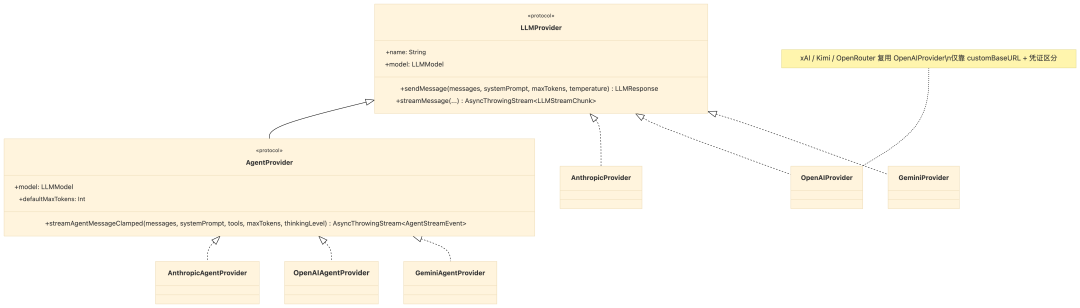 «protocol»
LLMProvider
+name: String
+model: LLMModel
+sendMessage(messages, systemPrompt, maxTokens, temperature) : LLMResponse
+streamMessage(...) : AsyncThrowingStream<LLMStreamChunk>
xAI / Kimi / OpenRouter 复用 OpenAIProvider\n仅靠 customBaseURL + 凭证区分
«protocol»
AgentProvider
+model: LLMModel
+defaultMaxTokens: Int
+streamAgentMessageClamped(messages, systemPrompt, tools, maxTokens, thinkingLevel) : AsyncThrowingStream<AgentStreamEvent>
AnthropicProvider
OpenAIProvider
GeminiProvider
AnthropicAgentProvider
OpenAIAgentProvider
GeminiAgentProvider